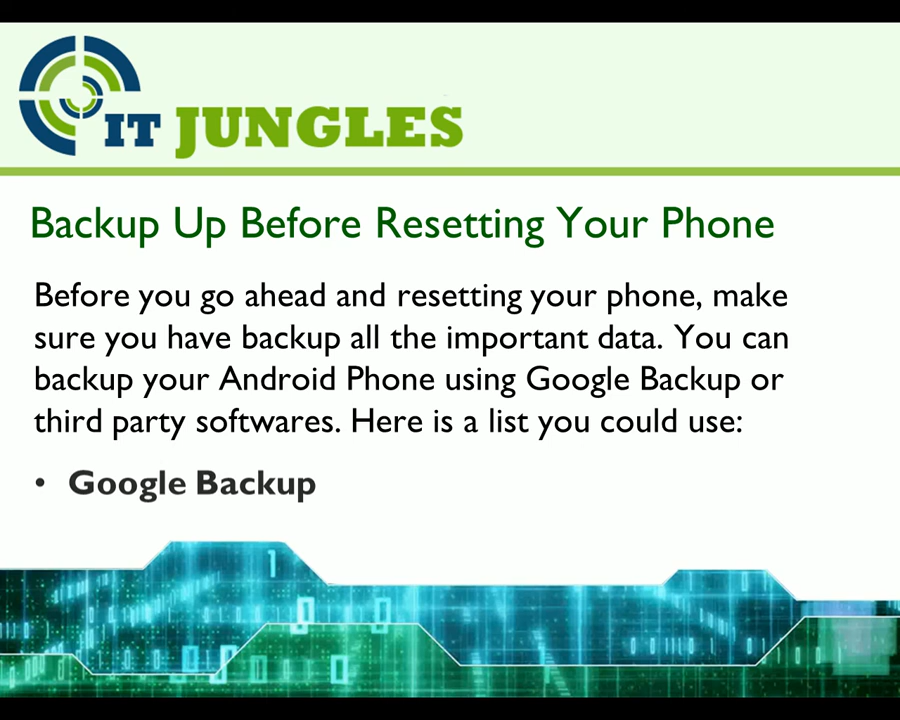 IT JUNGLES
Backup Up Before Resetting Your Phone
Before you go ahead and resetting your phone, make
sure you have backup all the important data. You can
backup your Android Phone using Google Backup or
third party softwares. Here is a list you could use:
• Google Backup